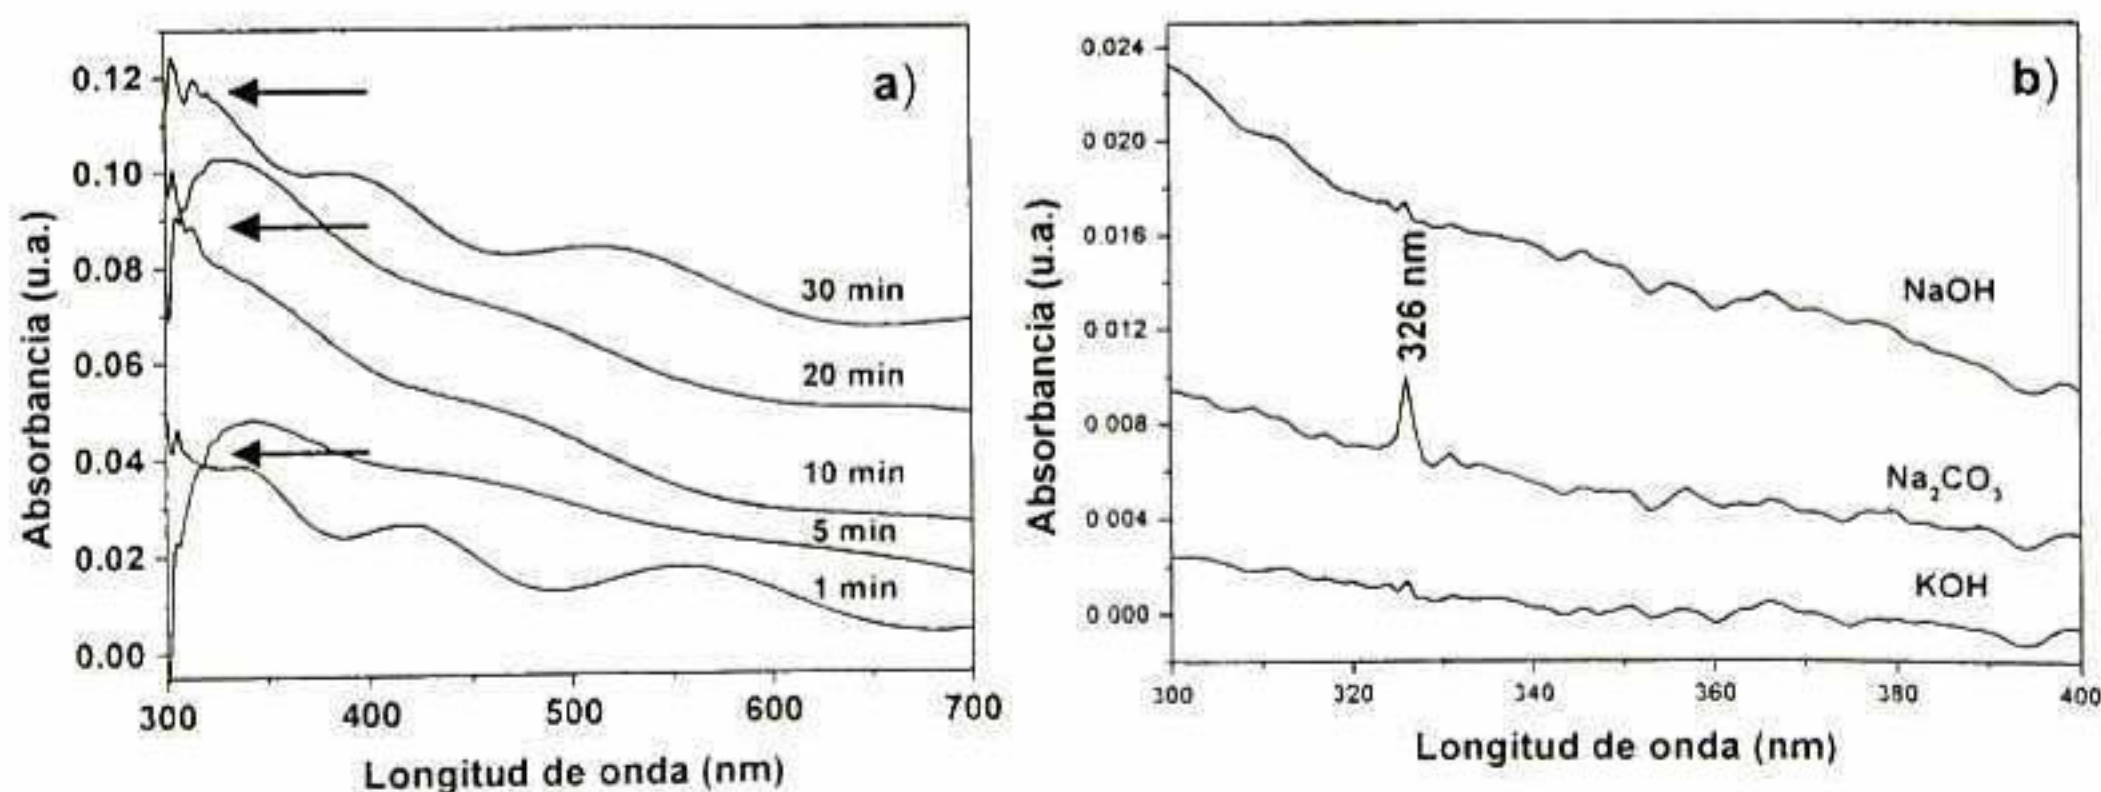 a)
0.12
0.10
0.08
0.06
0.04
0.02
0.00
Absorbancia (u.a.)
30 min
20 min
10 min
5 min
1 min
300 400 500 600 700
Longitud de onda (nm)
b)
0,024
0 020
0.016
0 012
0 008
0 004
0 000
Absorbancia (u.a.)
326 nm
NaOH
Na₂CO₃
KOH
300 320 340 360 380 400
Longitud de onda (nm)